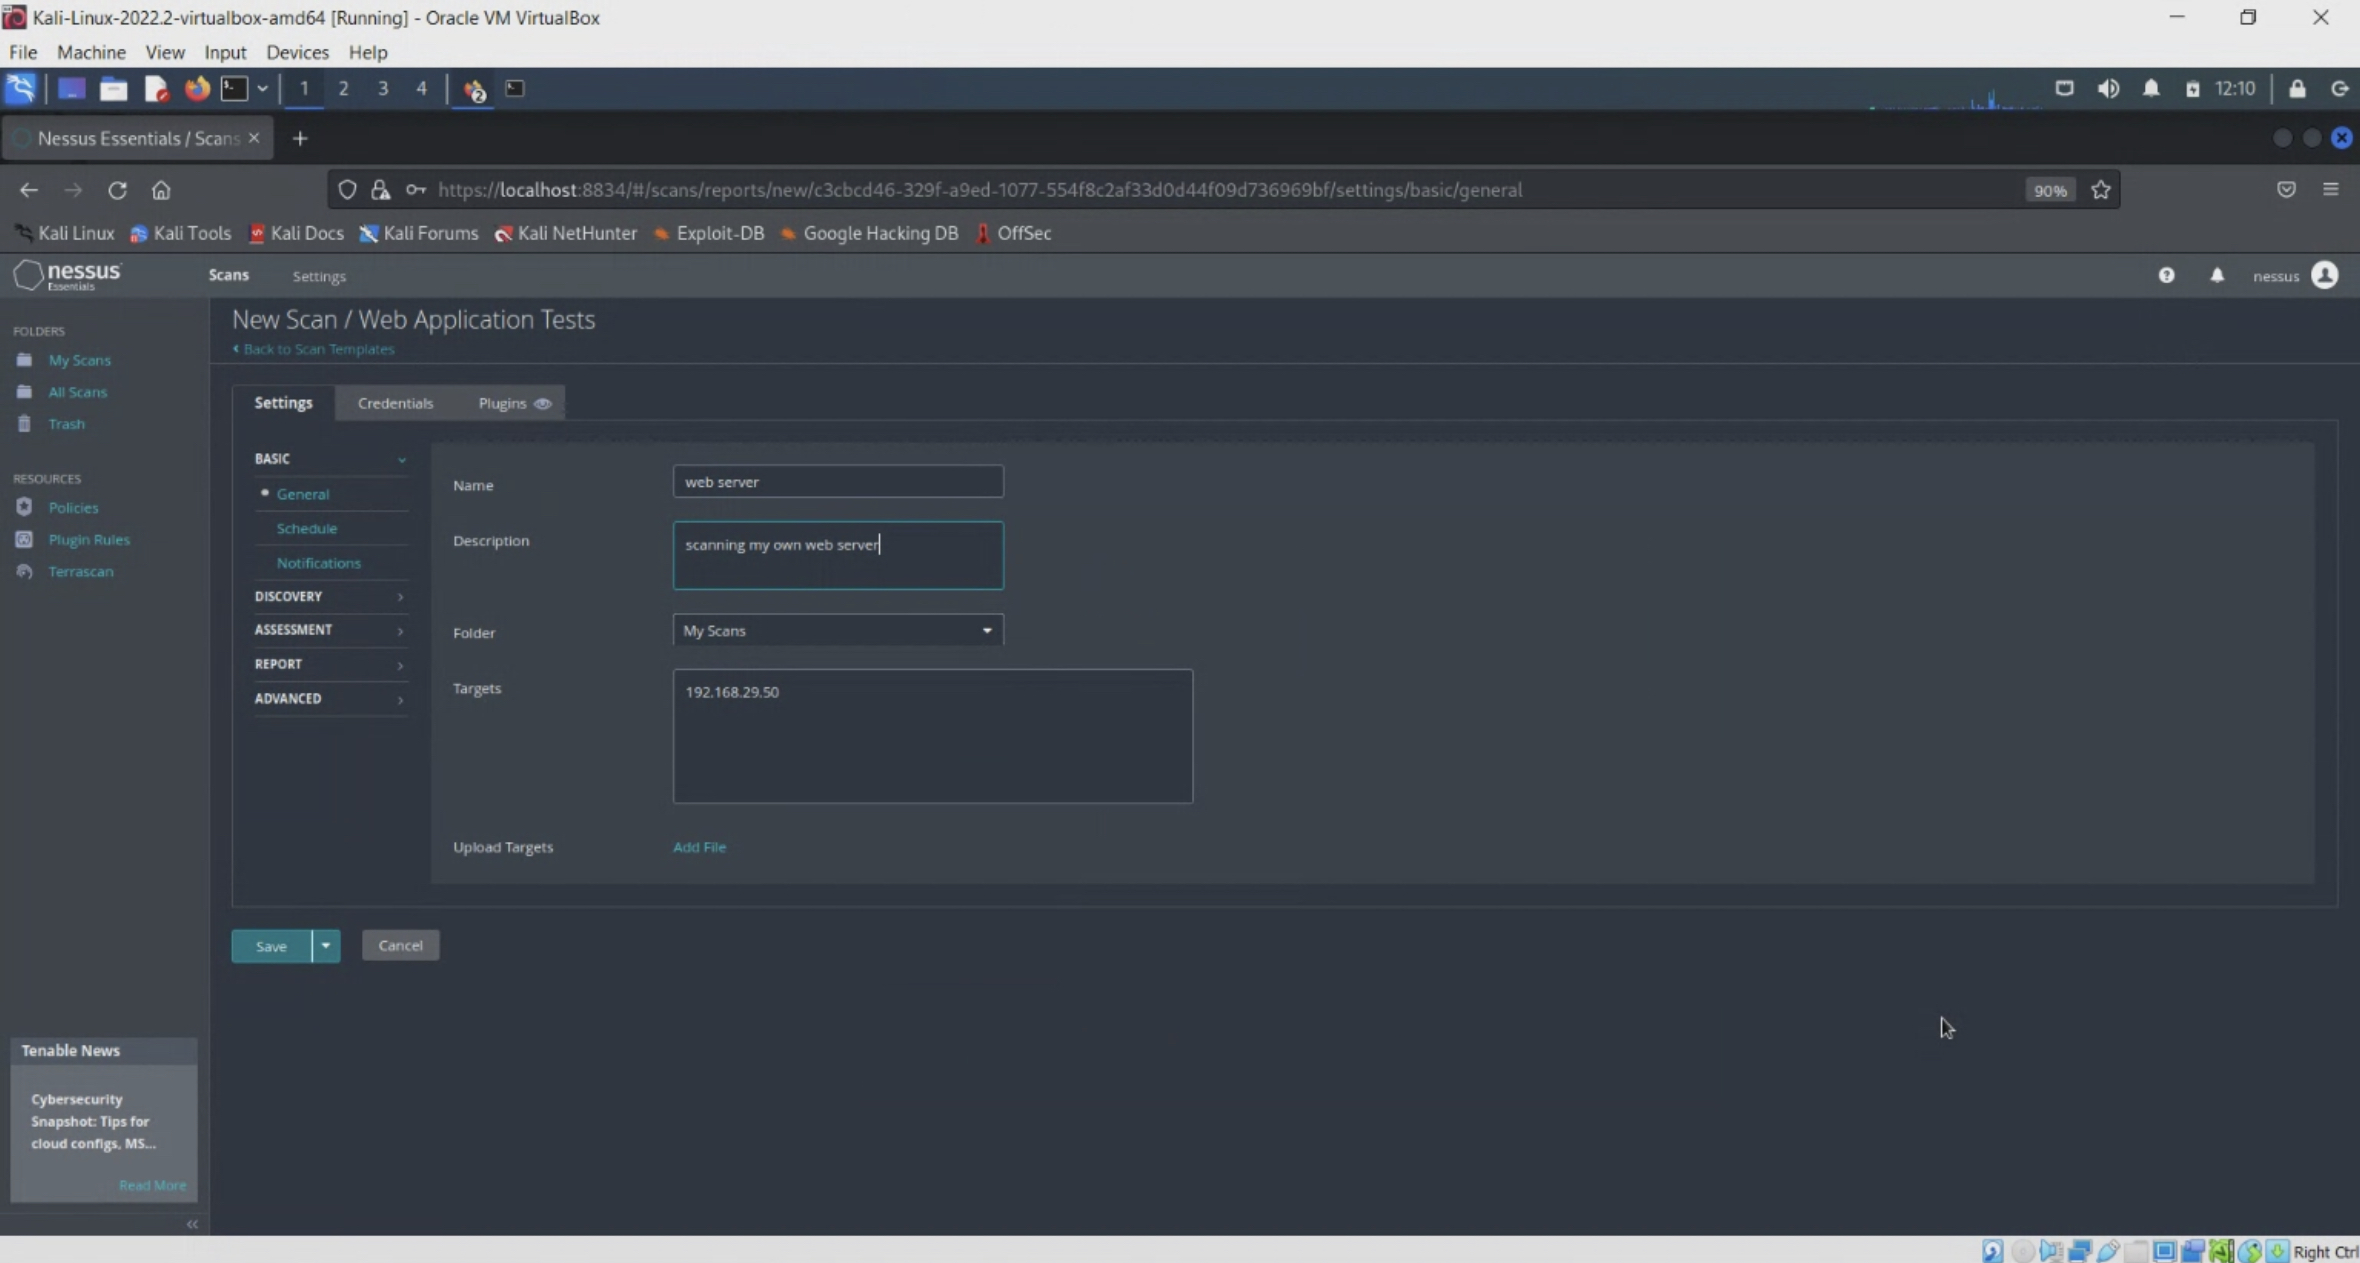 Kali-Linux-2022.2-virtualbox-amd64 [Running] - Oracle VM VirtualBox
File Machine View Input Devices Help
1 2 3 4 2 12:10
Nessus Essentials / Scans
https://localhost:8834/#/scans/reports/new/c3cbcd46-329f-a9ed-1077-554f8c2af33d0d44f09d736969bf/settings/basic/general 90%
Kali Linux Kali Tools Kali Docs Kali Forums Kali NetHunter Exploit-DB Google Hacking DB OffSec
nessus Scans Settings nessus
Essentials
New Scan / Web Application Tests
Back to Scan Templates
FOLDERS
My Scans
All Scans
Trash
RESOURCES
Policies
Plugin Rules
Terrascan
Settings Credentials Plugins
BASIC
General
Schedule
Notifications
DISCOVERY
ASSESSMENT
REPORT
ADVANCED
Name web server
Description scanning my own web server
Folder My Scans
Targets 192.168.29.50
Upload Targets Add File
Save Cancel
Tenable News
Cybersecurity
Snapshot: Tips for
cloud configs, MS...
Read More
Right Ctrl